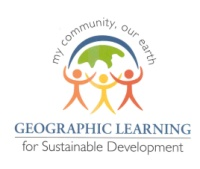 my community, our earth
GEOGRAPHIC LEARNING
for Sustainable Development